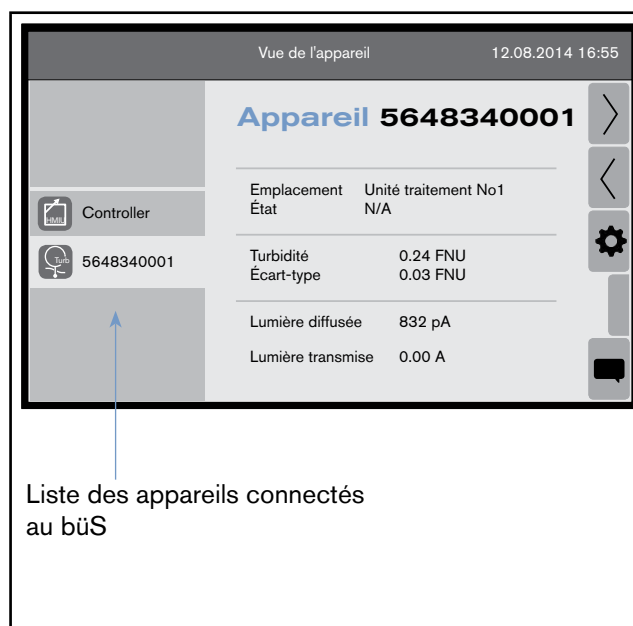 Vue de l'appareil 12.08.2014 16:55
Appareil 5648340001
Emplacement Unité traitement No1
État N/A
HMIU Controller
Turb 5648340001
Turbidité 0.24 FNU
Écart-type 0.03 FNU
Lumière diffusée 832 pA
Lumière transmise 0.00 A
Liste des appareils connectés
au büS